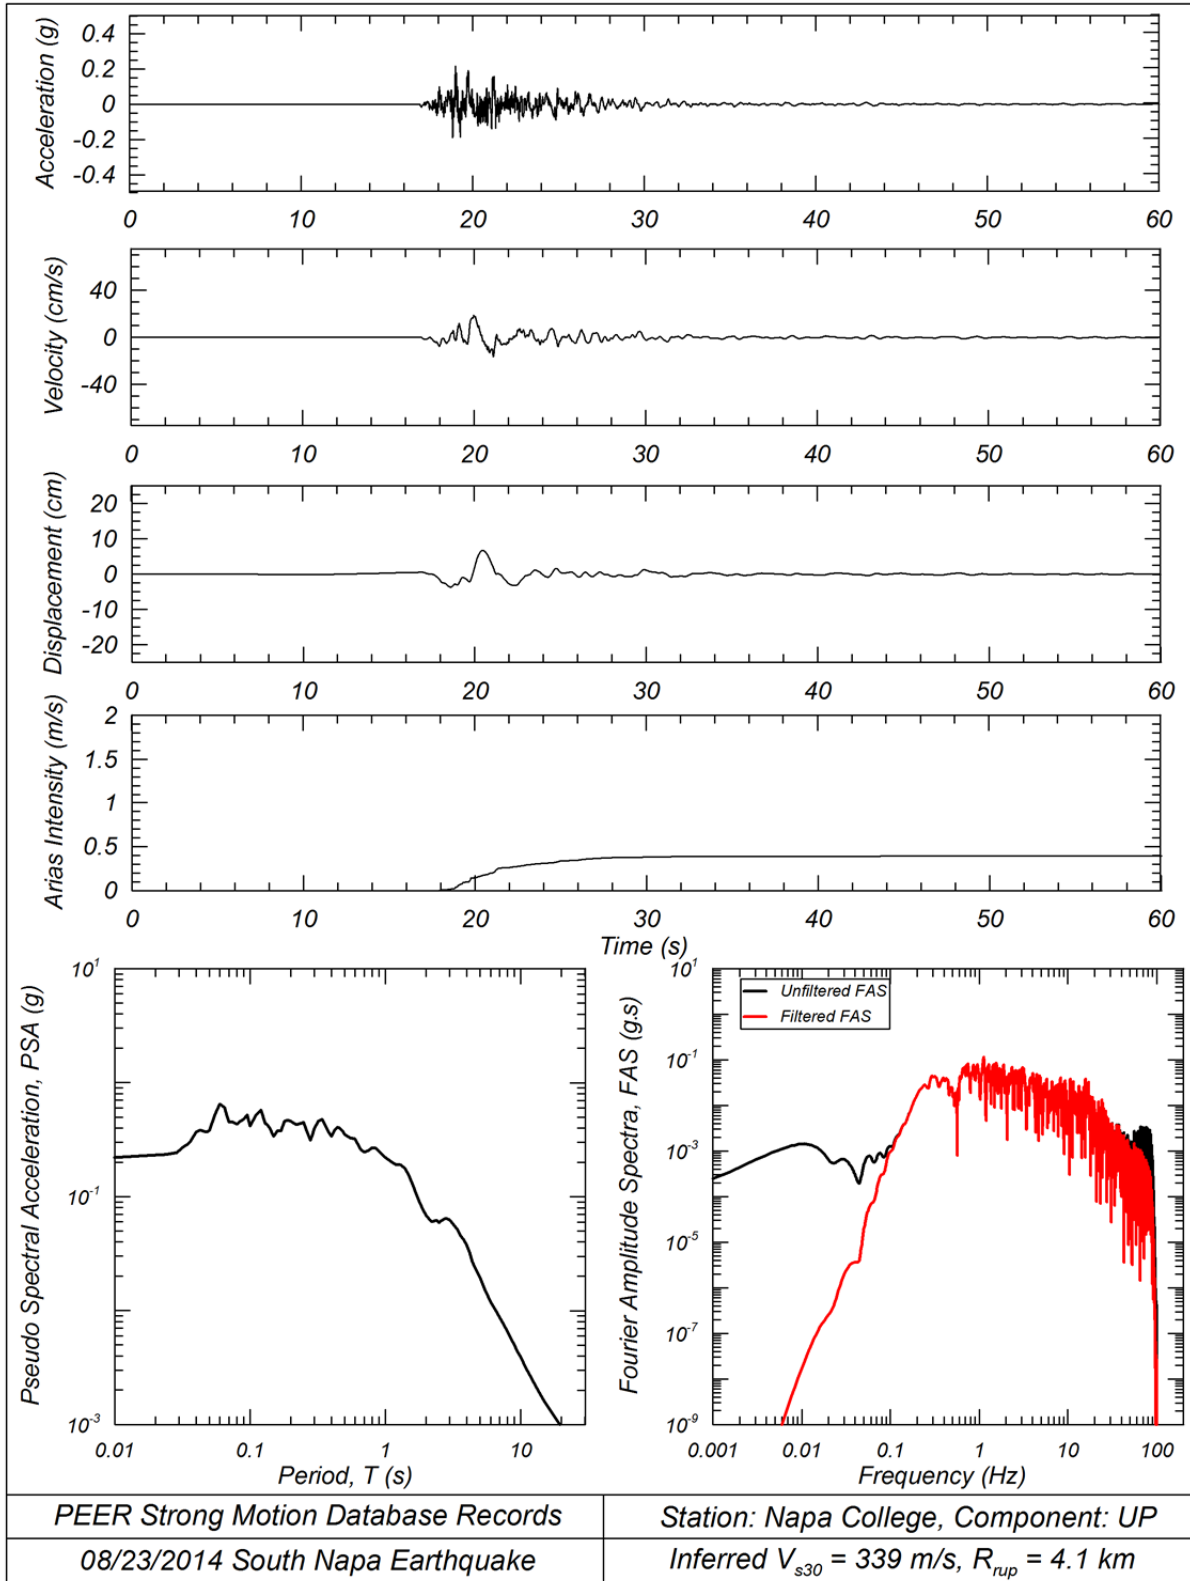 Acceleration (g)
0.4
0.2
0
-0.2
-0.4
0 10 20 30 40 50 60
Velocity (cm/s)
40
0
-40
0 10 20 30 40 50 60
Displacement (cm)
20
10
0
-10
-20
0 10 20 30 40 50 60
Arias Intensity (m/s)
2
1.5
1
0.5
0
0 10 20 30 40 50 60
Time (s)
Pseudo Spectral Acceleration, PSA (g)
10¹
10⁻¹
10⁻³
0.01 0.1 1 10
Period, T (s)
Fourier Amplitude Spectra, FAS (g.s)
10¹
10⁻¹
10⁻³
10⁻⁵
10⁻⁷
10⁻⁹
Unfiltered FAS
Filtered FAS
0.001 0.01 0.1 1 10 100
Frequency (Hz)
PEER Strong Motion Database Records
Station: Napa College, Component: UP
08/23/2014 South Napa Earthquake
Inferred Vs30 = 339 m/s, Rrup = 4.1 km